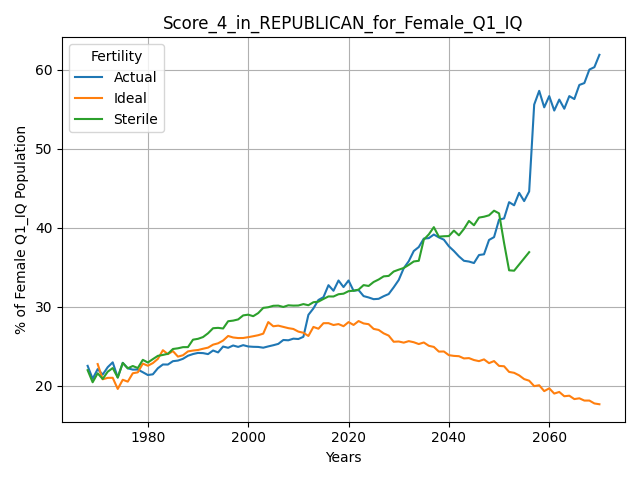 Score_4_in_REPUBLICAN_for_Female_Q1_IQ
Fertility
Actual
Ideal
Sterile
% of Female Q1_IQ Population
60
50
40
30
20
1980
2000
2020
2040
2060
Years